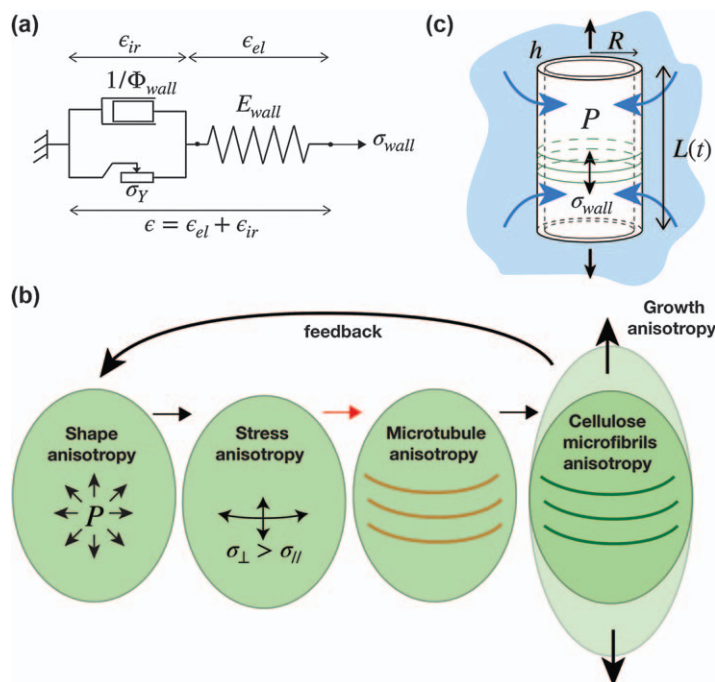 (a)
ϵ_ir ϵ_el
1/Φ_wall
E_wall
σ_wall
σ_Y
ϵ = ϵ_el + ϵ_ir
(c)
h R
P
L(t)
σ_wall
(b)
feedback
Growth
anisotropy
Shape
anisotropy
P
Stress
anisotropy
σ_⊥ > σ_//
Microtubule
anisotropy
Cellulose
microfibrils
anisotropy